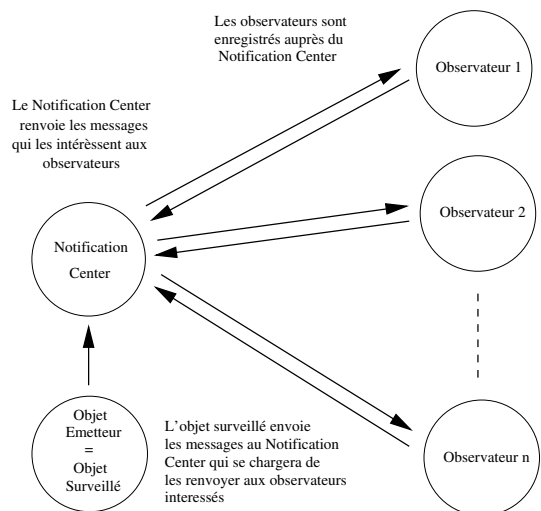 Les observateurs sont
enregistrés auprès du
Notification Center
Observateur 1
Le Notification Center
renvoie les messages
qui les intérèssent aux
observateurs
Observateur 2
Notification
Center
Objet
Emetteur
=
Objet
Surveillé
L'objet surveillé envoie
les messages au Notification
Center qui se chargera de
les renvoyer aux observateurs
interessés
Observateur n